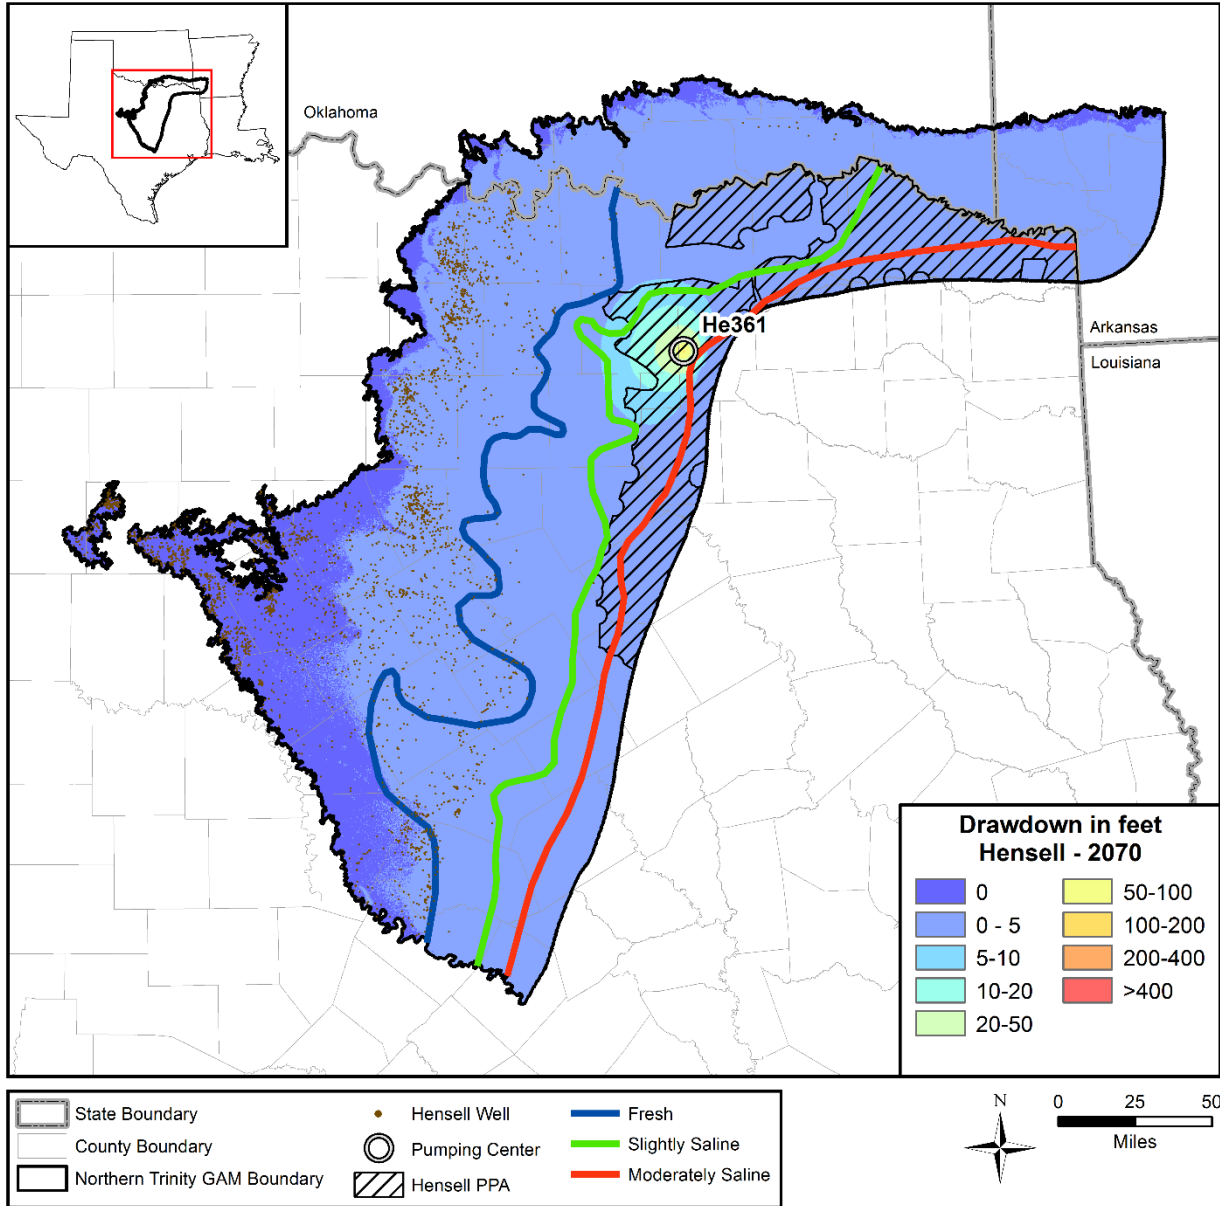 Oklahoma
He361
Arkansas
Louisiana
Drawdown in feet
Hensell - 2070
0
0 - 5
5-10
10-20
20-50
50-100
100-200
200-400
>400
State Boundary
County Boundary
Northern Trinity GAM Boundary
Hensell Well
Pumping Center
Hensell PPA
Fresh
Slightly Saline
Moderately Saline
N
0 25 50
Miles